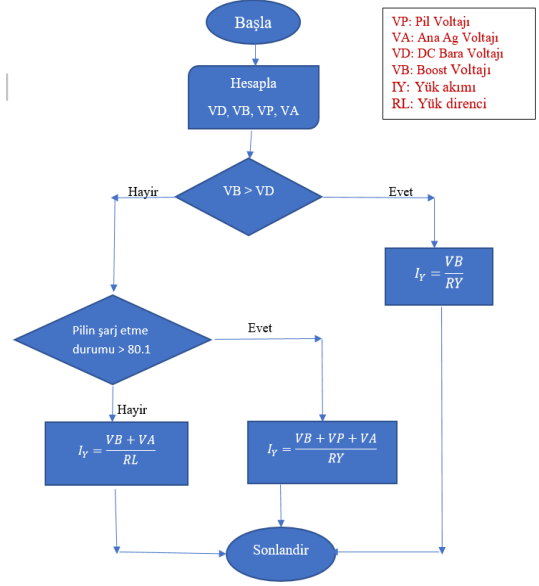 Başla
VP: Pil Voltajı
VA: Ana Ag Voltajı
VD: DC Bara Voltajı
VB: Boost Voltajı
IY: Yük akımı
RL: Yük direnci
Hesapla
VD, VB, VP, VA
VB > VD
Hayir
Evet
I_Y = VB/RY
Pilin şarj etme
durumu > 80.1
Evet
Hayir
I_Y = (VB + VA)/RL
I_Y = (VB + VP + VA)/RY
Sonlandir